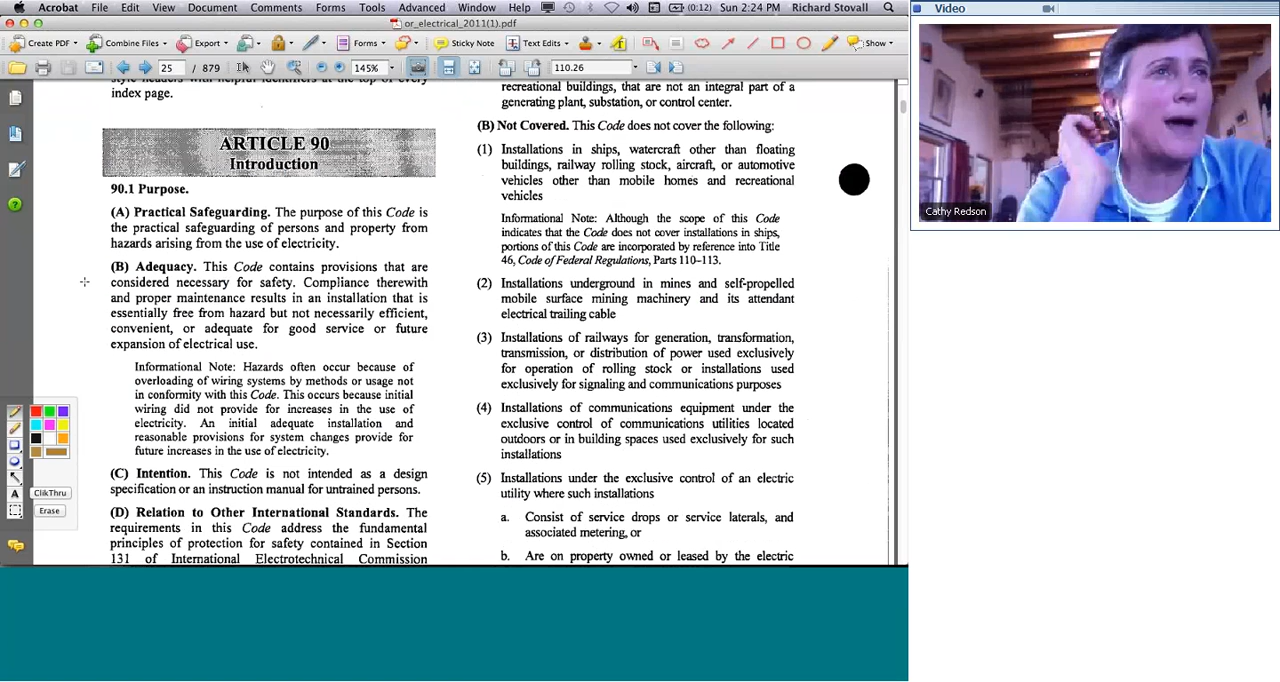 Acrobat File Edit View Document Comments Forms Tools Advanced Window Help (0:12) Sun 2:24 PM Richard Stovall
or_electrical_2011(1).pdf
Create PDF Combine Files Export Forms Sticky Note Text Edits Show
25 / 879 145% 110.26
style headers with helpful identifiers at the top of every
index page.
ARTICLE 90
Introduction
90.1 Purpose.
(A) Practical Safeguarding. The purpose of this Code is
the practical safeguarding of persons and property from
hazards arising from the use of electricity.
(B) Adequacy. This Code contains provisions that are
considered necessary for safety. Compliance therewith
and proper maintenance results in an installation that is
essentially free from hazard but not necessarily efficient,
convenient, or adequate for good service or future
expansion of electrical use.
Informational Note: Hazards often occur because of
overloading of wiring systems by methods or usage not
in conformity with this Code. This occurs because initial
wiring did not provide for increases in the use of
electricity. An initial adequate installation and
reasonable provisions for system changes provide for
future increases in the use of electricity.
(C) Intention. This Code is not intended as a design
specification or an instruction manual for untrained persons.
(D) Relation to Other International Standards. The
requirements in this Code address the fundamental
principles of protection for safety contained in Section
131 of International Electrotechnical Commission
recreational buildings, that are not an integral part of a
generating plant, substation, or control center.
(B) Not Covered. This Code does not cover the following:
(1) Installations in ships, watercraft other than floating
buildings, railway rolling stock, aircraft, or automotive
vehicles other than mobile homes and recreational
vehicles
Informational Note: Although the scope of this Code
indicates that the Code does not cover installations in ships,
portions of this Code are incorporated by reference into Title
46, Code of Federal Regulations, Parts 110–113.
(2) Installations underground in mines and self-propelled
mobile surface mining machinery and its attendant
electrical trailing cable
(3) Installations of railways for generation, transformation,
transmission, or distribution of power used exclusively
for operation of rolling stock or installations used
exclusively for signaling and communications purposes
(4) Installations of communications equipment under the
exclusive control of communications utilities located
outdoors or in building spaces used exclusively for such
installations
(5) Installations under the exclusive control of an electric
utility where such installations
a. Consist of service drops or service laterals, and
associated metering, or
b. Are on property owned or leased by the electric
A
ClikThru
Erase
Video
Cathy Redson